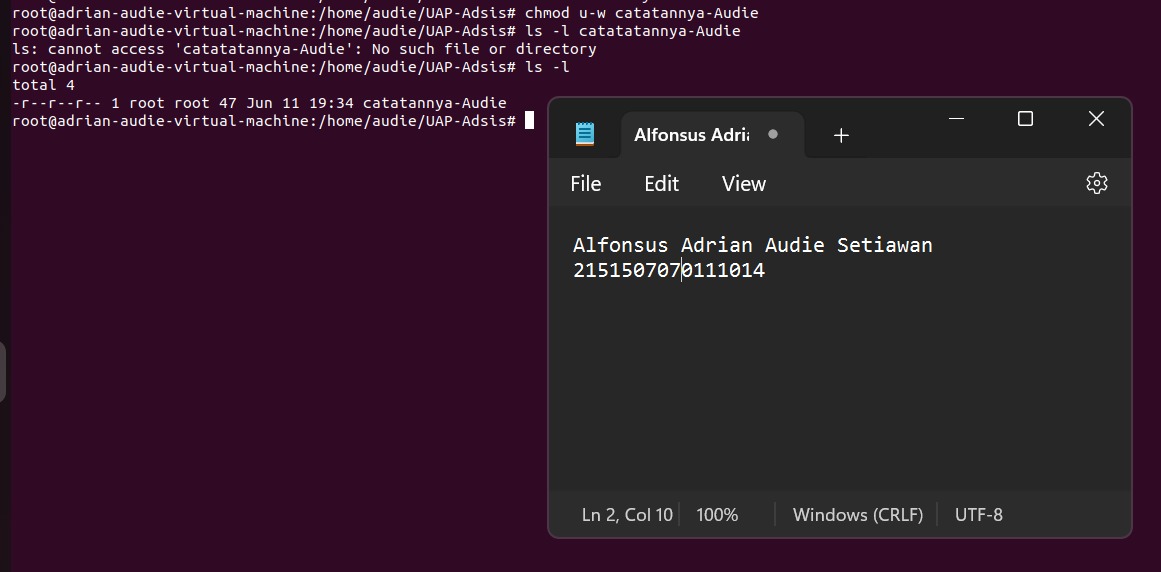 root@adrian-audie-virtual-machine:/home/audie/UAP-Adsis# chmod u-w catatannya-Audie
root@adrian-audie-virtual-machine:/home/audie/UAP-Adsis# ls -l catatatannya-Audie
ls: cannot access 'catatatannya-Audie': No such file or directory
root@adrian-audie-virtual-machine:/home/audie/UAP-Adsis# ls -l
total 4
-r--r--r-- 1 root root 47 Jun 11 19:34 catatannya-Audie
root@adrian-audie-virtual-machine:/home/audie/UAP-Adsis#
Alfonsus Adria
File Edit View
Alfonsus Adrian Audie Setiawan
2151507070111014
Ln 2, Col 10 100% Windows (CRLF) UTF-8